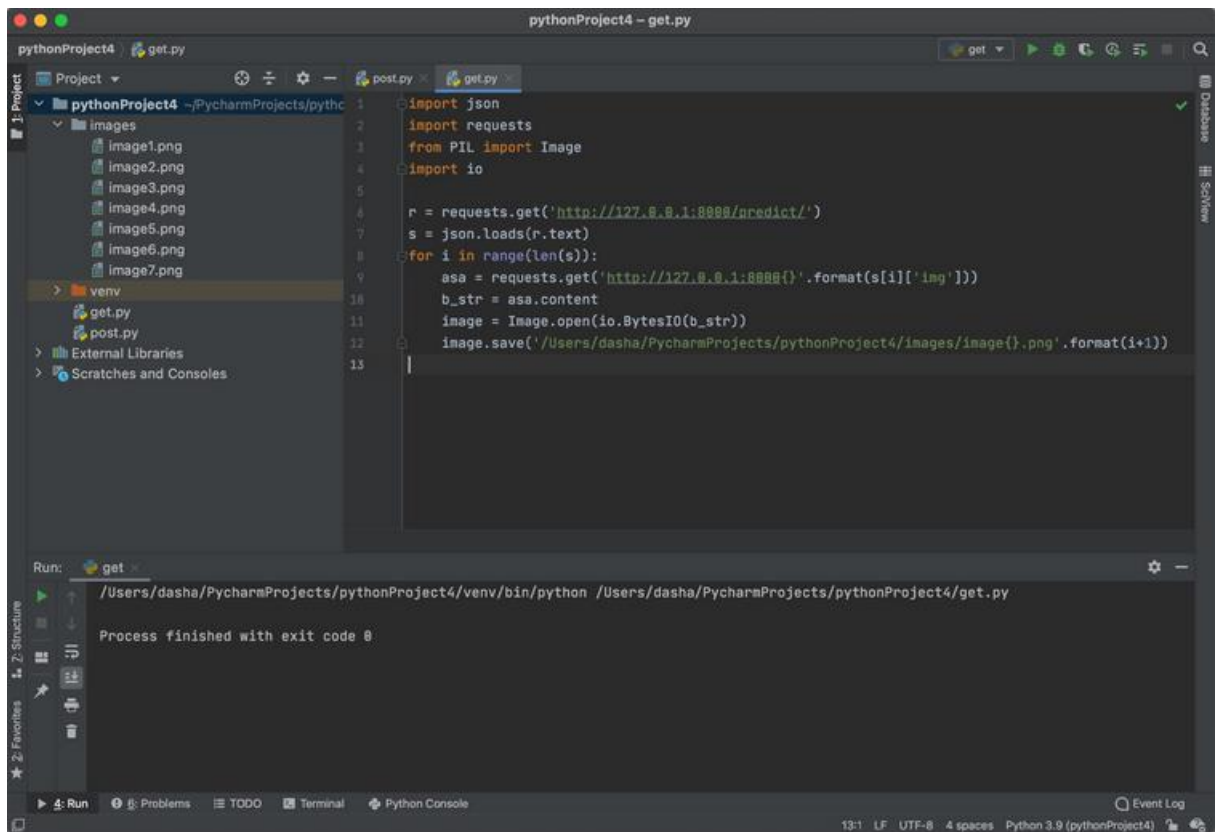 pythonProject4 – get.py
pythonProject4 get.py
get
1: Project
Project
post.py
get.py
pythonProject4 ~/PycharmProjects/pythc
images
image1.png
image2.png
image3.png
image4.png
image5.png
image6.png
image7.png
venv
get.py
post.py
External Libraries
Scratches and Consoles
1 import json
2 import requests
3 from PIL import Image
4 import io
5
6 r = requests.get('http://127.0.0.1:8000/predict/')
7 s = json.loads(r.text)
8 for i in range(len(s)):
9 asa = requests.get('http://127.0.0.1:8000{}'.format(s[i]['img']))
10 b_str = asa.content
11 image = Image.open(io.BytesIO(b_str))
12 image.save('/Users/dasha/PycharmProjects/pythonProject4/images/image{}.png'.format(i+1))
13
Database
SciView
Run: get
/Users/dasha/PycharmProjects/pythonProject4/venv/bin/python /Users/dasha/PycharmProjects/pythonProject4/get.py
Process finished with exit code 0
7: Structure
2: Favorites
4: Run 6: Problems TODO Terminal Python Console Event Log
13:1 LF UTF-8 4 spaces Python 3.9 (pythonProject4)